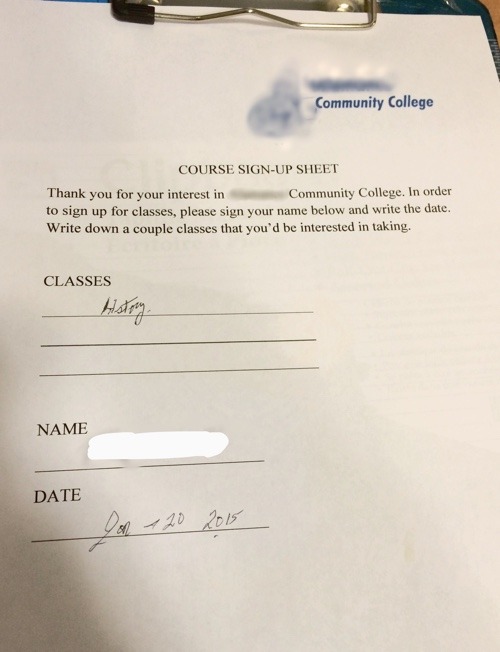 Community College
COURSE SIGN-UP SHEET
Thank you for your interest in Community College. In order
to sign up for classes, please sign your name below and write the date.
Write down a couple classes that you'd be interested in taking.
CLASSES
history.
NAME
DATE
Jan - 20 2015